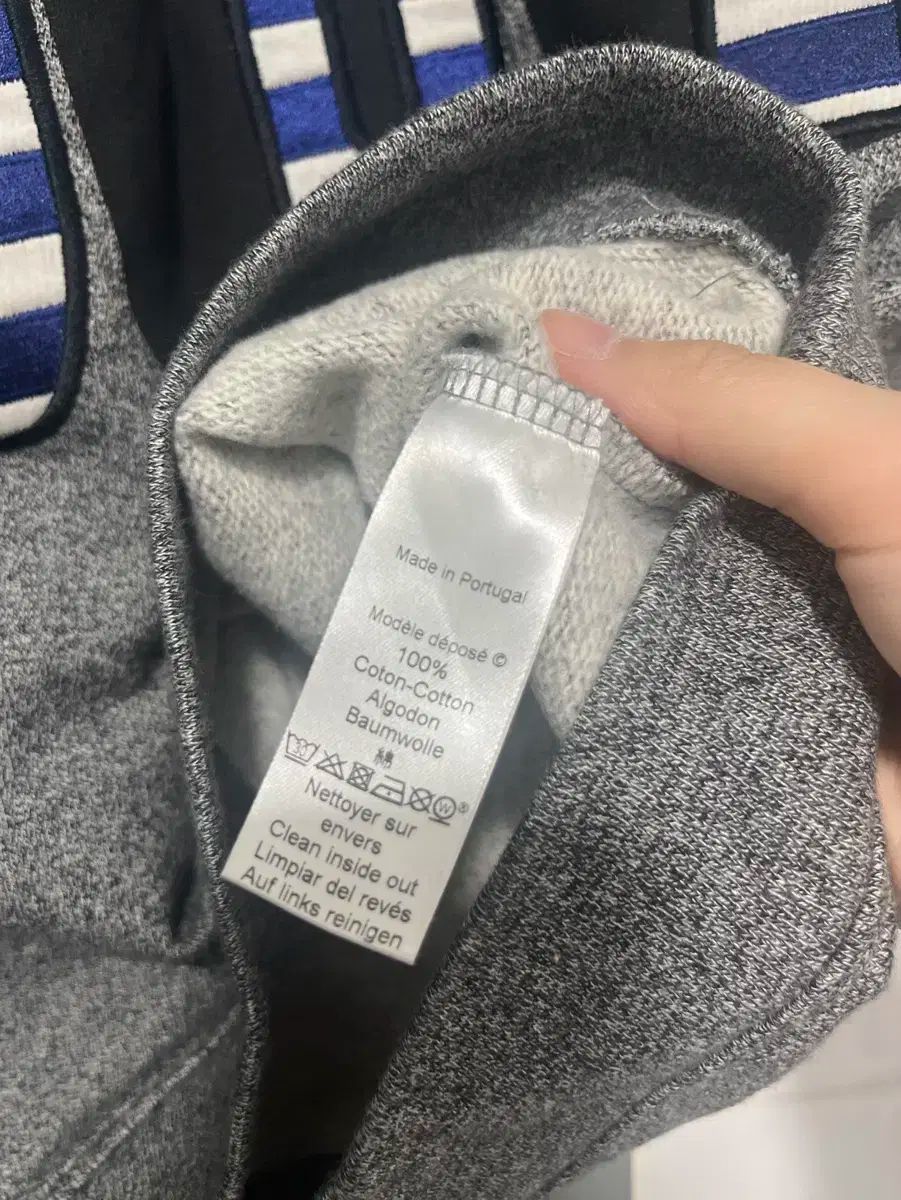 Made in Portugal
Modèle déposé ©
100%
Coton-Cotton
Algodon
Baumwolle
30 W®
Nettoyer sur
envers
Clean inside out
Limpiar del revés
Auf links reinigen